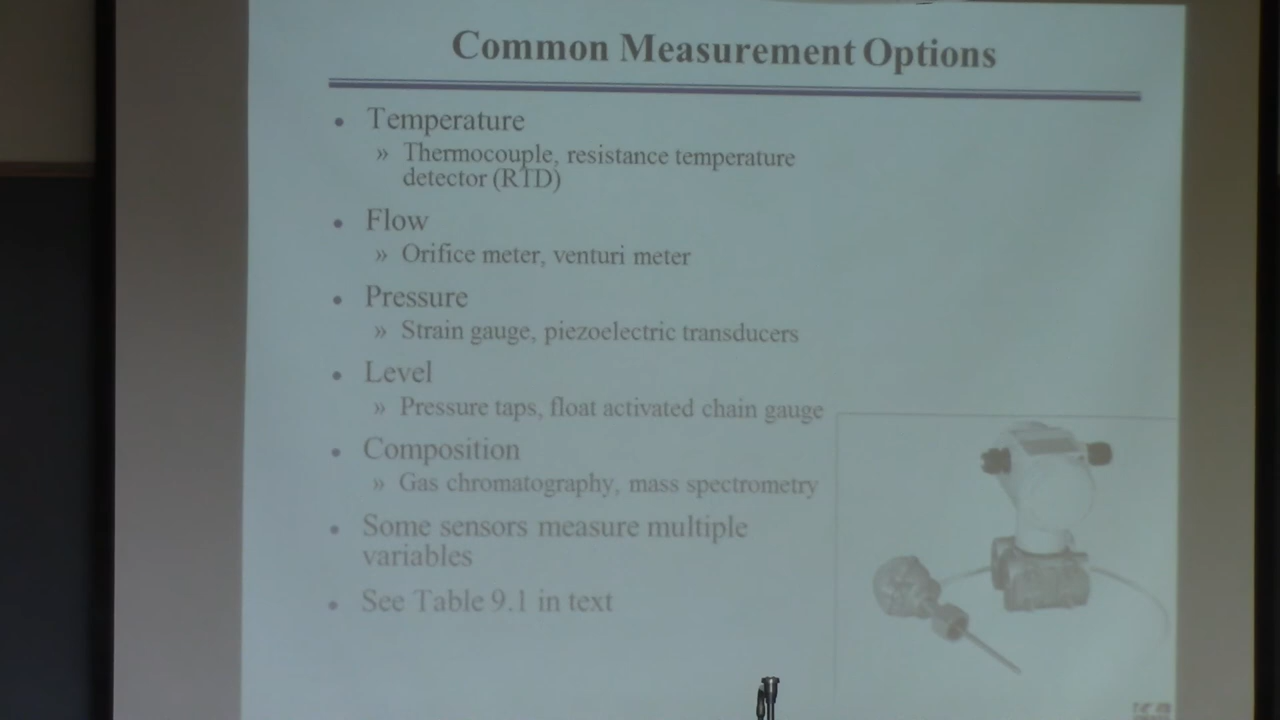 Common Measurement Options
• Temperature
» Thermocouple, resistance temperature
detector (RTD)
• Flow
» Orifice meter, venturi meter
• Pressure
» Strain gauge, piezoelectric transducers
• Level
» Pressure taps, float activated chain gauge
• Composition
» Gas chromatography, mass spectrometry
• Some sensors measure multiple
variables
• See Table 9.1 in text